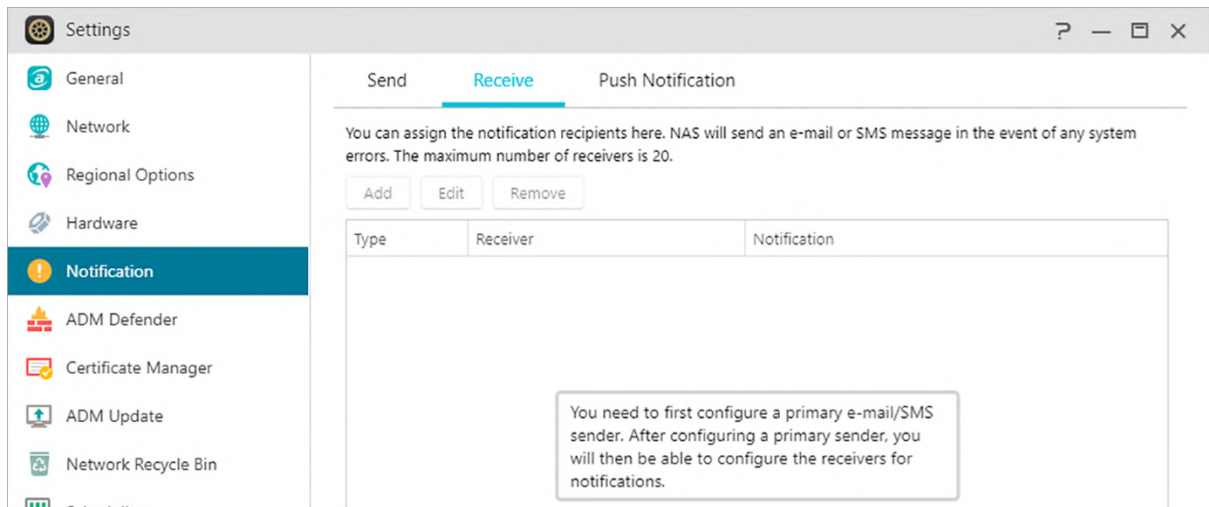 Settings
General
Network
Regional Options
Hardware
Notification
ADM Defender
Certificate Manager
ADM Update
Network Recycle Bin
Send Receive Push Notification
You can assign the notification recipients here. NAS will send an e-mail or SMS message in the event of any system
errors. The maximum number of receivers is 20.
Add Edit Remove
Type Receiver Notification
You need to first configure a primary e-mail/SMS
sender. After configuring a primary sender, you
will then be able to configure the receivers for
notifications.